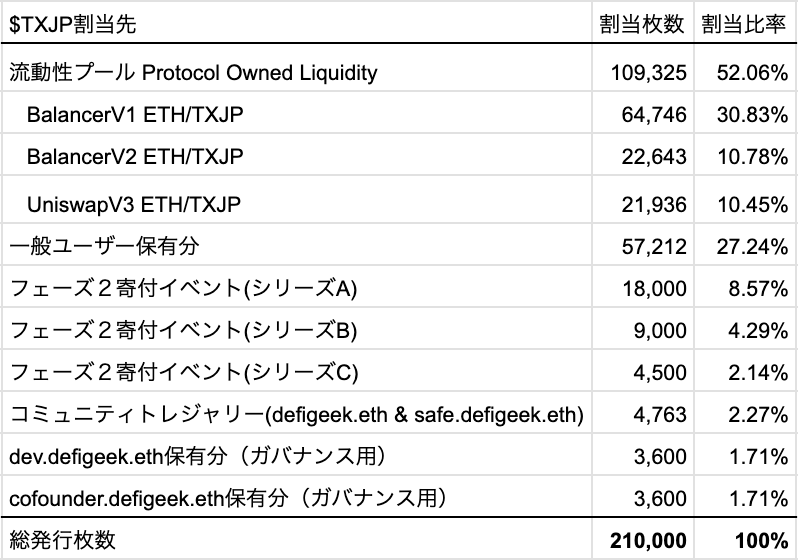 $TXJP割当先 割当枚数 割当比率
流動性プール Protocol Owned Liquidity 109,325 52.06%
BalancerV1 ETH/TXJP 64,746 30.83%
BalancerV2 ETH/TXJP 22,643 10.78%
UniswapV3 ETH/TXJP 21,936 10.45%
一般ユーザー保有分 57,212 27.24%
フェーズ２寄付イベント(シリーズA) 18,000 8.57%
フェーズ２寄付イベント(シリーズB) 9,000 4.29%
フェーズ２寄付イベント(シリーズC) 4,500 2.14%
コミュニティトレジャリー(defigeek.eth & safe.defigeek.eth) 4,763 2.27%
dev.defigeek.eth保有分（ガバナンス用） 3,600 1.71%
cofounder.defigeek.eth保有分（ガバナンス用） 3,600 1.71%
総発行枚数 210,000 100%